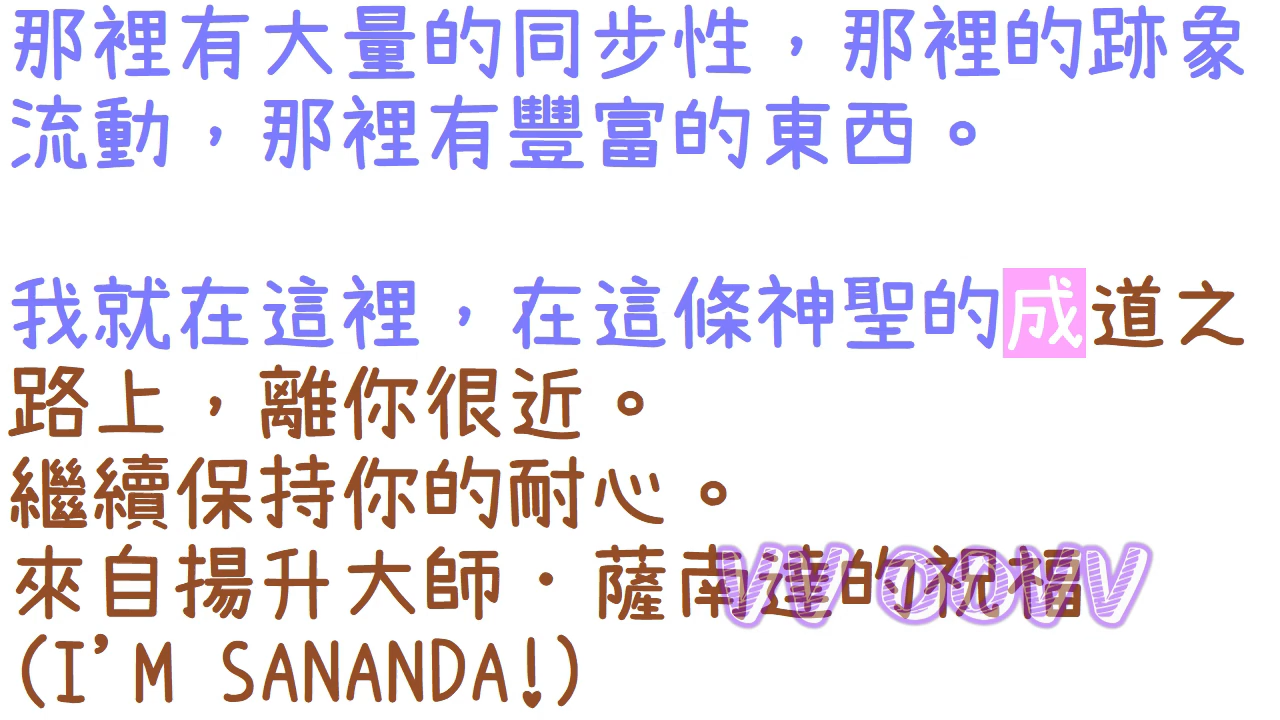 那裡有大量的同步性，那裡的跡象
流動，那裡有豐富的東西。
我就在這裡，在這條神聖的成道之
路上，離你很近。
繼續保持你的耐心。
來自揚升大師·薩南達的祝福
(I'M SANANDA!)